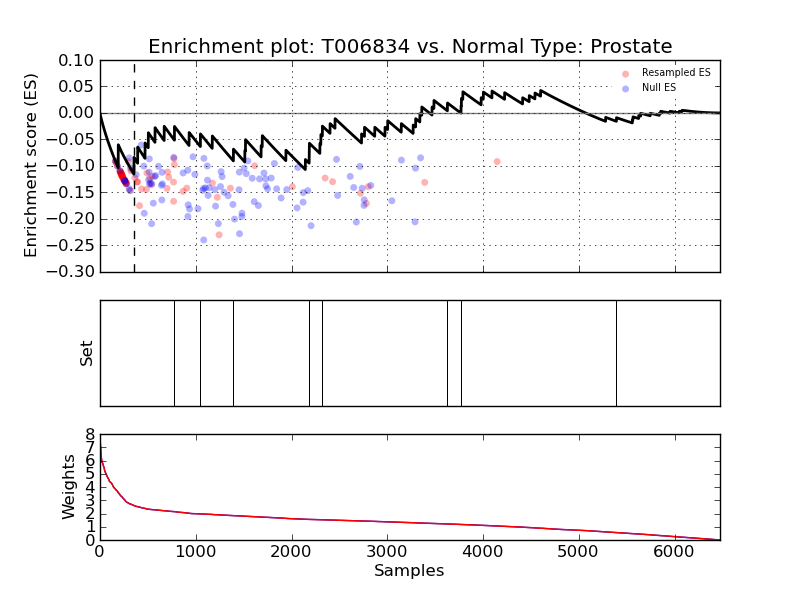 Enrichment plot: T006834 vs. Normal Type: Prostate
Enrichment score (ES)
0.10
0.05
0.00
−0.05
−0.10
−0.15
−0.20
−0.25
−0.30
Resampled ES
Null ES
Set
Weights
8
7
6
5
4
3
2
1
0
0 1000 2000 3000 4000 5000 6000
Samples